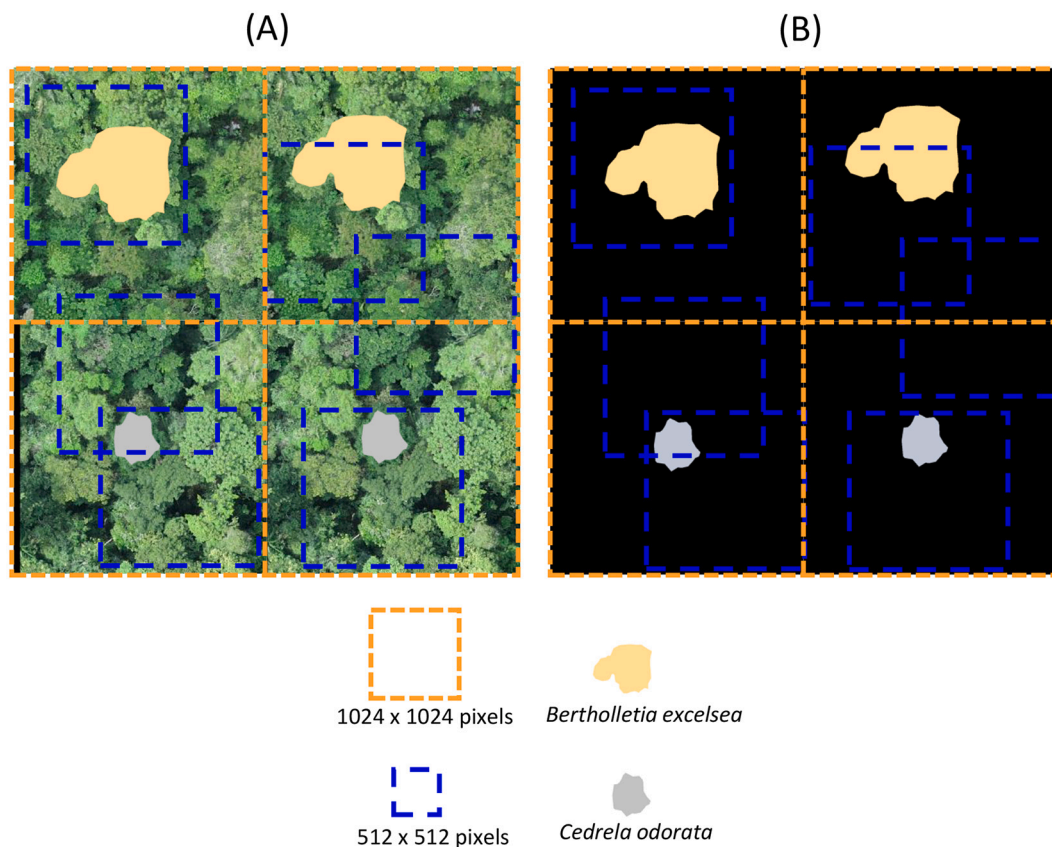 (A)
(B)
1024 x 1024 pixels
Bertholletia excelsea
512 x 512 pixels
Cedrela odorata